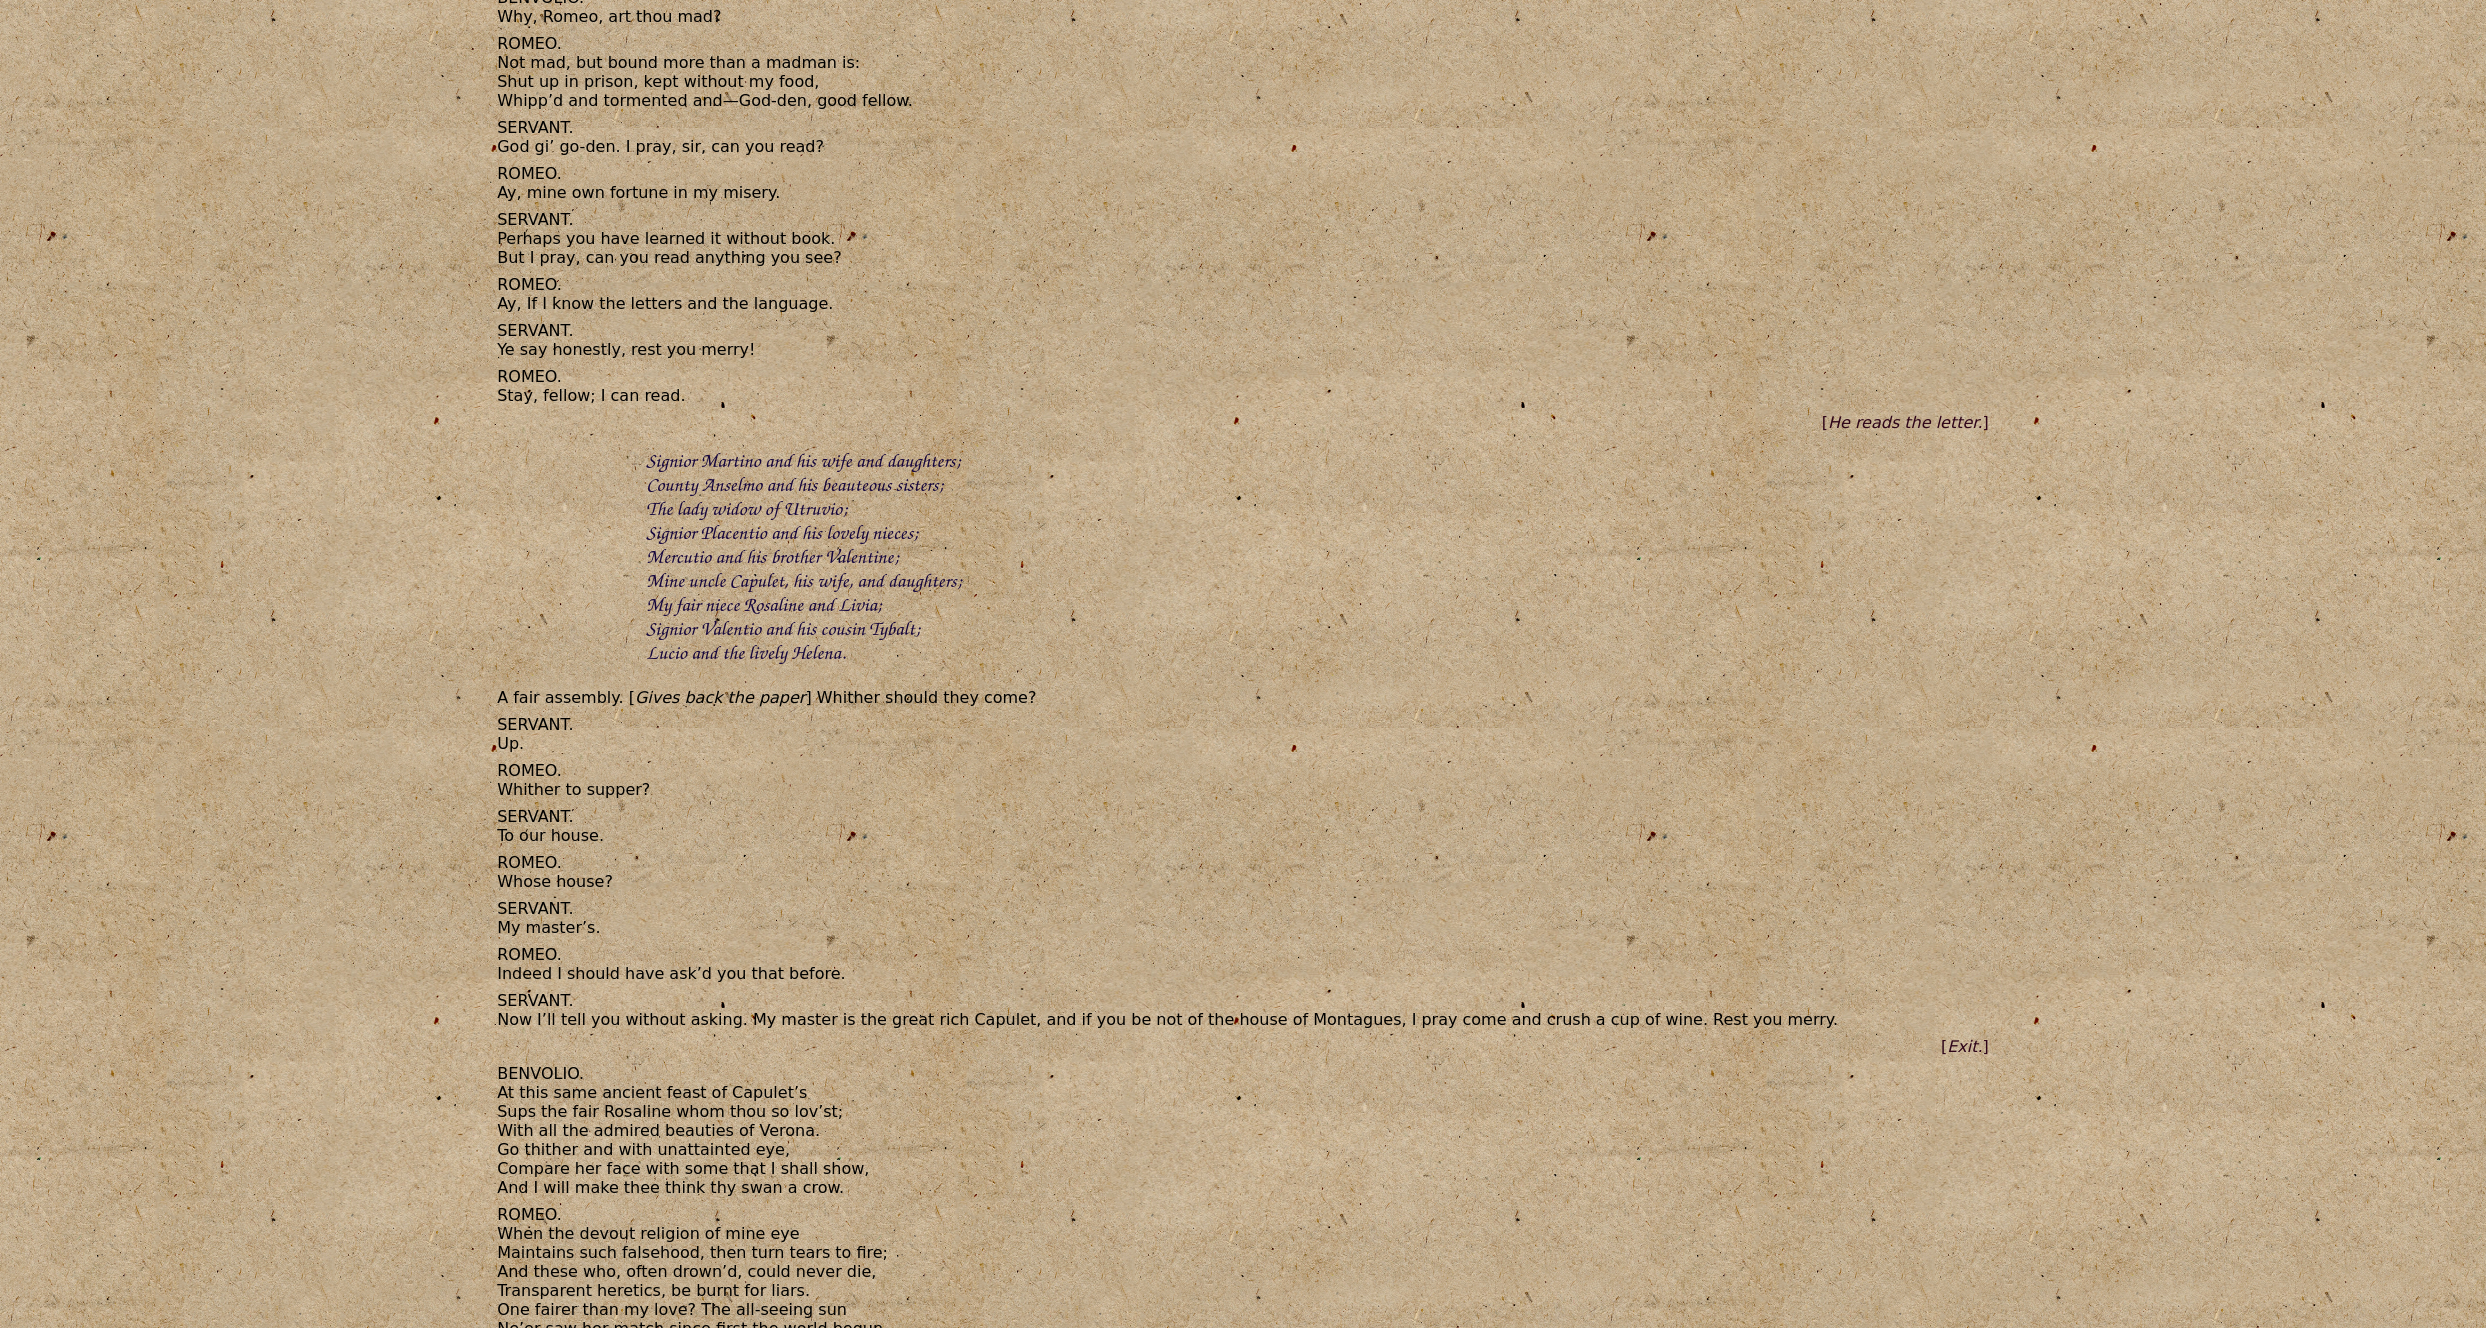 BENVOLIO.
Why, Romeo, art thou mad?
ROMEO.
Not mad, but bound more than a madman is:
Shut up in prison, kept without my food,
Whipp’d and tormented and—God-den, good fellow.
SERVANT.
God gi’ go-den. I pray, sir, can you read?
ROMEO.
Ay, mine own fortune in my misery.
SERVANT.
Perhaps you have learned it without book.
But I pray, can you read anything you see?
ROMEO.
Ay, If I know the letters and the language.
SERVANT.
Ye say honestly, rest you merry!
ROMEO.
Stay, fellow; I can read.
[He reads the letter.]
Signior Martino and his wife and daughters;
County Anselmo and his beauteous sisters;
The lady widow of Utruvio;
Signior Placentio and his lovely nieces;
Mercutio and his brother Valentine;
Mine uncle Capulet, his wife, and daughters;
My fair niece Rosaline and Livia;
Signior Valentio and his cousin Tybalt;
Lucio and the lively Helena.
A fair assembly. [Gives back the paper] Whither should they come?
SERVANT.
Up.
ROMEO.
Whither to supper?
SERVANT.
To our house.
ROMEO.
Whose house?
SERVANT.
My master’s.
ROMEO.
Indeed I should have ask’d you that before.
SERVANT.
Now I’ll tell you without asking. My master is the great rich Capulet, and if you be not of the house of Montagues, I pray come and crush a cup of wine. Rest you merry.
[Exit.]
BENVOLIO.
At this same ancient feast of Capulet’s
Sups the fair Rosaline whom thou so lov’st;
With all the admired beauties of Verona.
Go thither and with unattainted eye,
Compare her face with some that I shall show,
And I will make thee think thy swan a crow.
ROMEO.
When the devout religion of mine eye
Maintains such falsehood, then turn tears to fire;
And these who, often drown’d, could never die,
Transparent heretics, be burnt for liars.
One fairer than my love? The all-seeing sun
Ne’er saw her match since first the world begun.